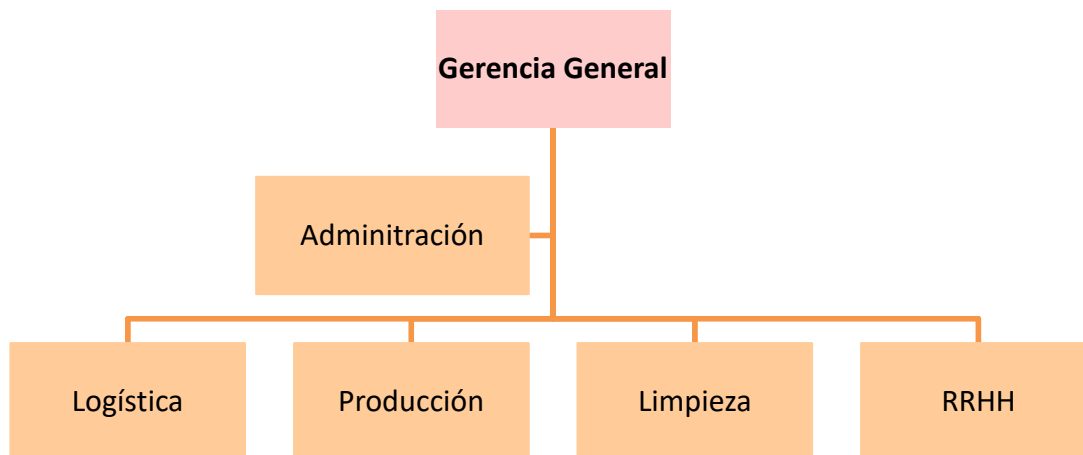 Gerencia General
Adminitración
Logística
Producción
Limpieza
RRHH